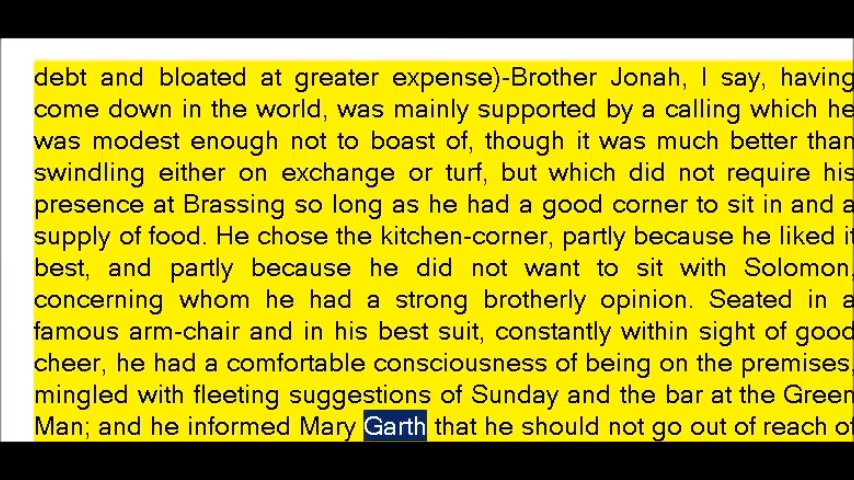 debt and bloated at greater expense)-Brother Jonah, I say, having
come down in the world, was mainly supported by a calling which he
was modest enough not to boast of, though it was much better than
swindling either on exchange or turf, but which did not require his
presence at Brassing so long as he had a good corner to sit in and a
supply of food. He chose the kitchen-corner, partly because he liked it
best, and partly because he did not want to sit with Solomon,
concerning whom he had a strong brotherly opinion. Seated in a
famous arm-chair and in his best suit, constantly within sight of good
cheer, he had a comfortable consciousness of being on the premises,
mingled with fleeting suggestions of Sunday and the bar at the Green
Man; and he informed Mary Garth that he should not go out of reach of